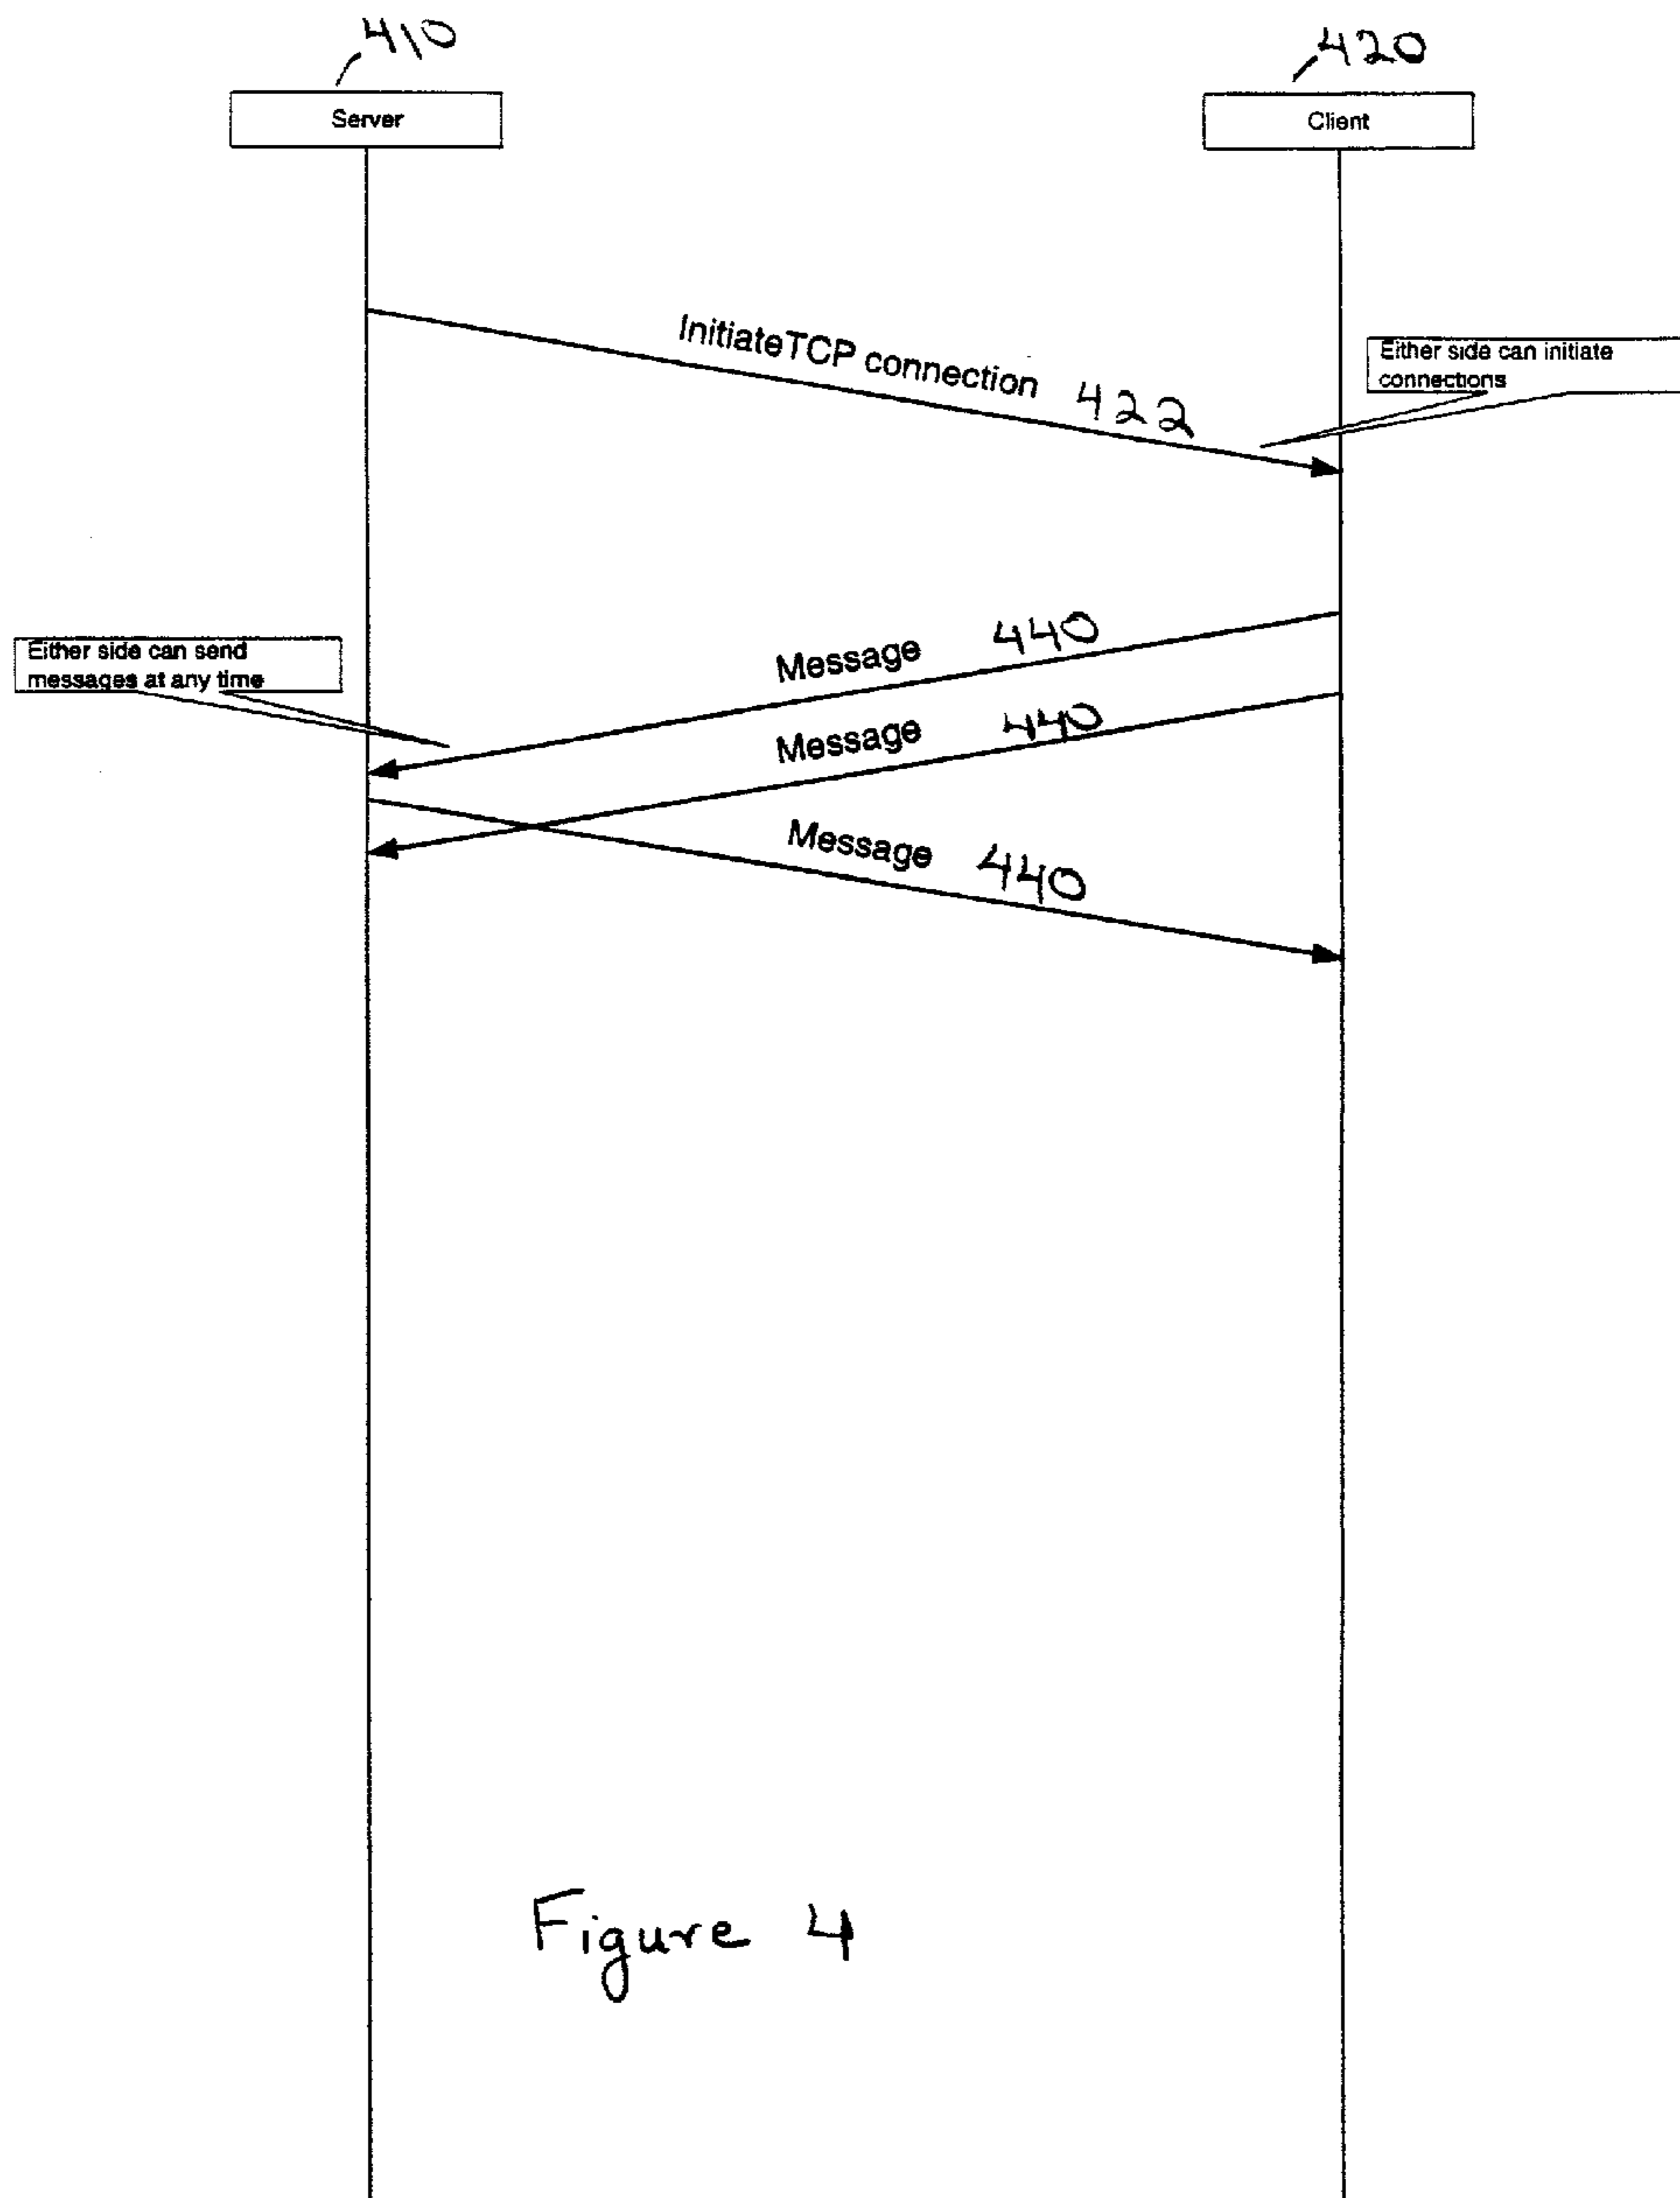 410
420
Server
Client
InitiateTCP connection 422
Either side can initiate
connections
Message 440
Either side can send
messages at any time
Message 440
Message 440
Figure 4